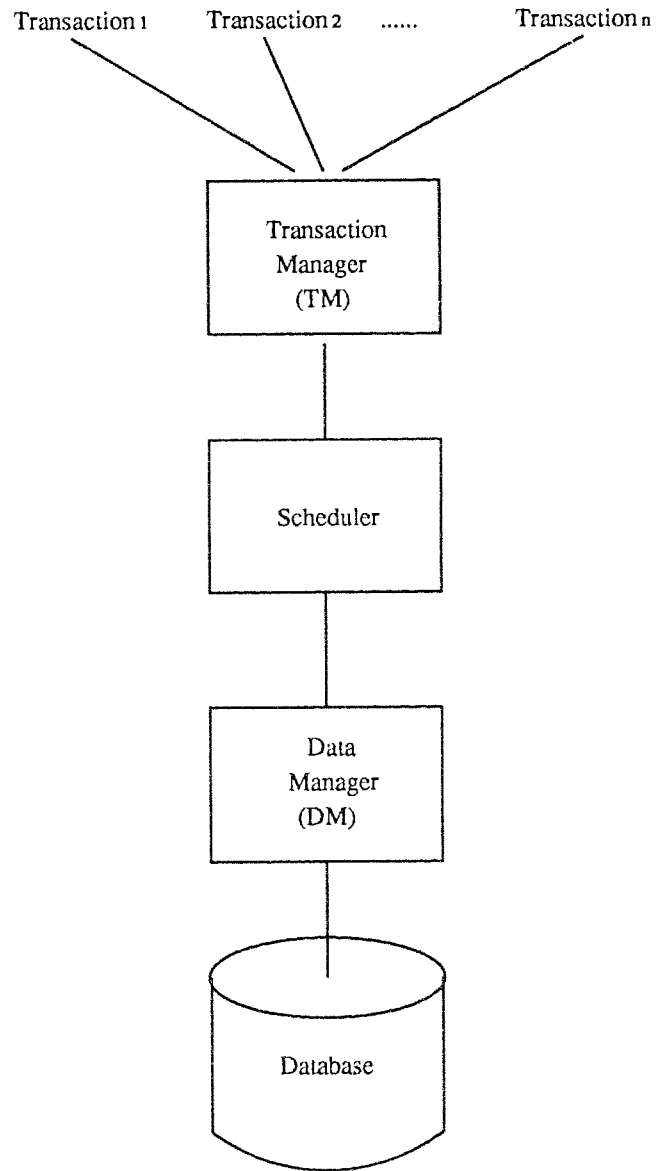 Transaction 1 Transaction 2 ...... Transaction n
Transaction
Manager
(TM)
Scheduler
Data
Manager
(DM)
Database